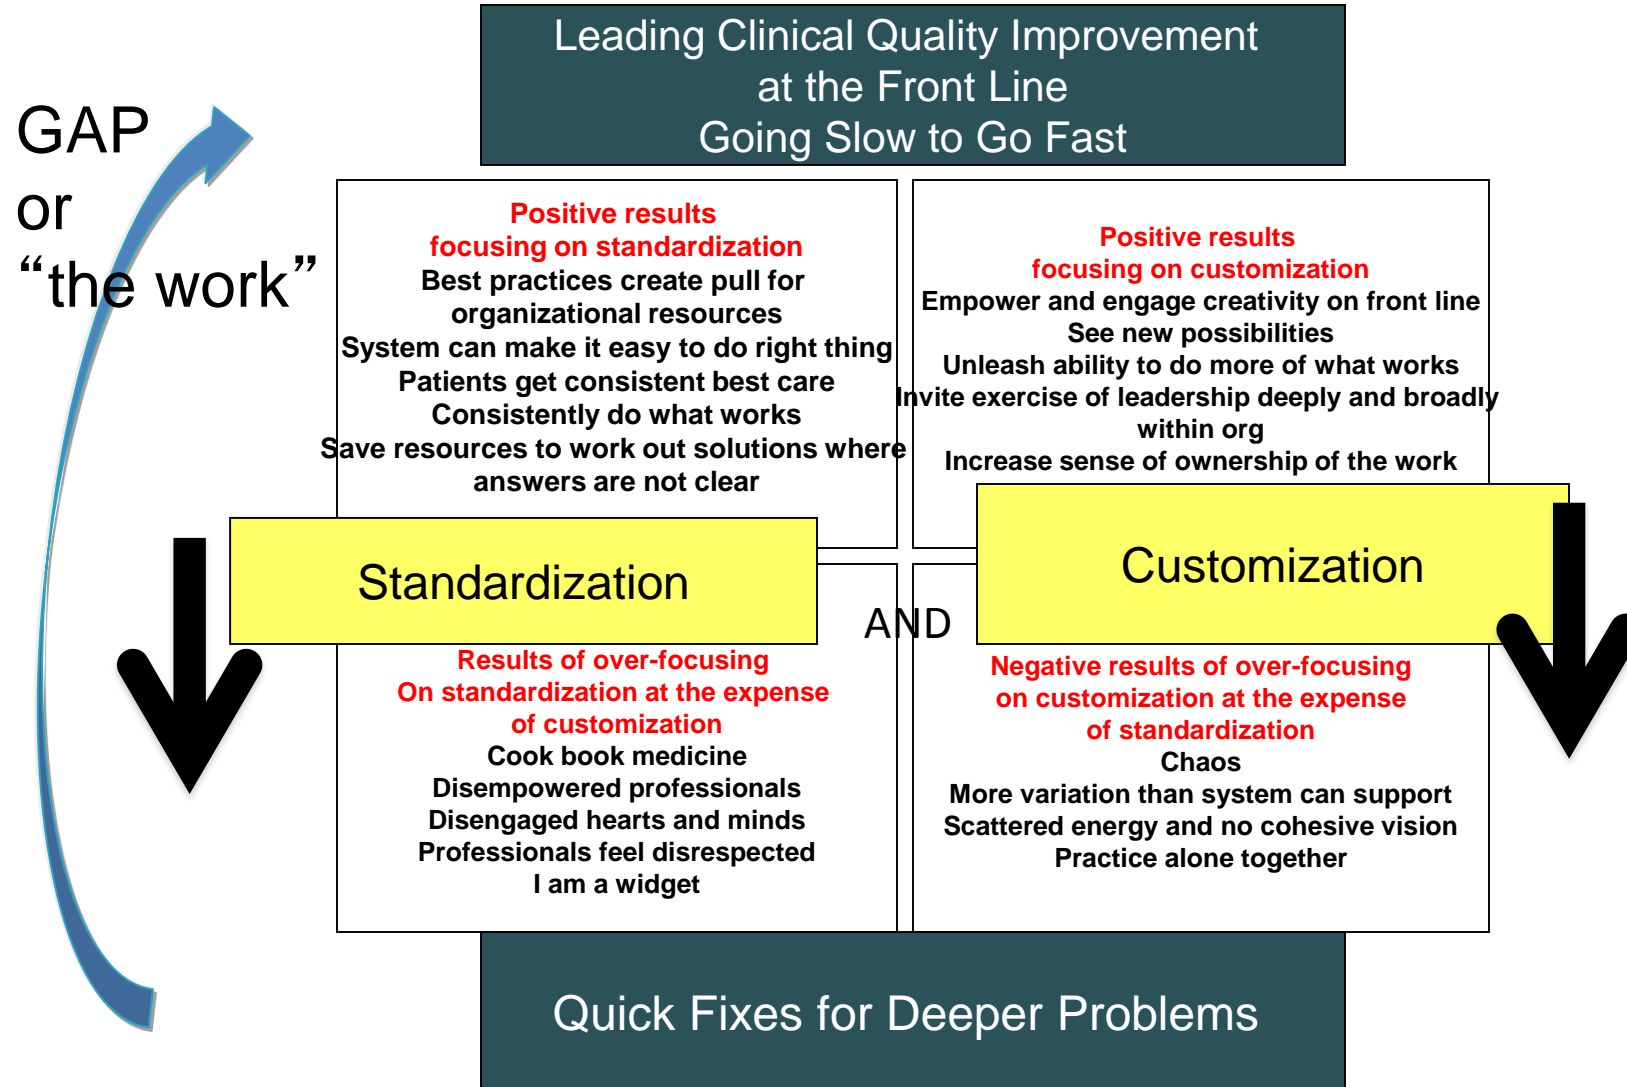 Leading Clinical Quality Improvement
at the Front Line
Going Slow to Go Fast
GAP
or
“the work”
Positive results
focusing on standardization
Best practices create pull for
organizational resources
System can make it easy to do right thing
Patients get consistent best care
Consistently do what works
Save resources to work out solutions where
answers are not clear
Positive results
focusing on customization
Empower and engage creativity on front line
See new possibilities
Unleash ability to do more of what works
Invite exercise of leadership deeply and broadly
within org
Increase sense of ownership of the work
Standardization
AND
Customization
Results of over-focusing
On standardization at the expense
of customization
Cook book medicine
Disempowered professionals
Disengaged hearts and minds
Professionals feel disrespected
I am a widget
Negative results of over-focusing
on customization at the expense
of standardization
Chaos
More variation than system can support
Scattered energy and no cohesive vision
Practice alone together
Quick Fixes for Deeper Problems